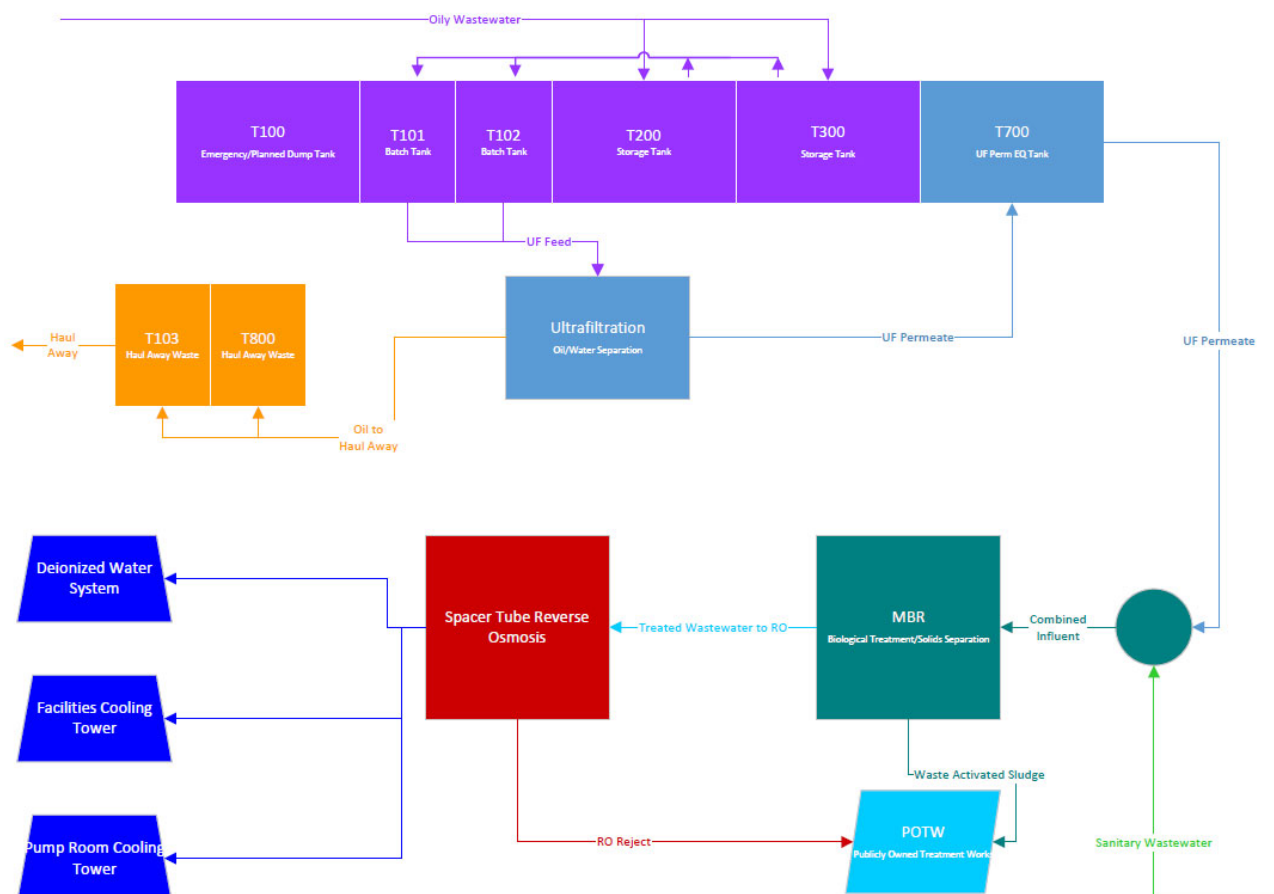 Oily Wastewater
T100
Emergency/Planned Dump Tank
T101
Batch Tank
T102
Batch Tank
T200
Storage Tank
T300
Storage Tank
T700
UF Perm EQ Tank
UF Feed
Ultrafiltration
Oil/Water Separation
UF Permeate
UF Permeate
Haul
Away
T103
Haul Away Waste
T800
Haul Away Waste
Oil to
Haul Away
Deionized Water
System
Spacer Tube Reverse
Osmosis
Treated Wastewater to RO
MBR
Biological Treatment/Solids Separation
Combined
Influent
Facilities Cooling
Tower
Waste Activated Sludge
Pump Room Cooling
Tower
RO Reject
POTW
Publicly Owned Treatment Works
Sanitary Wastewater